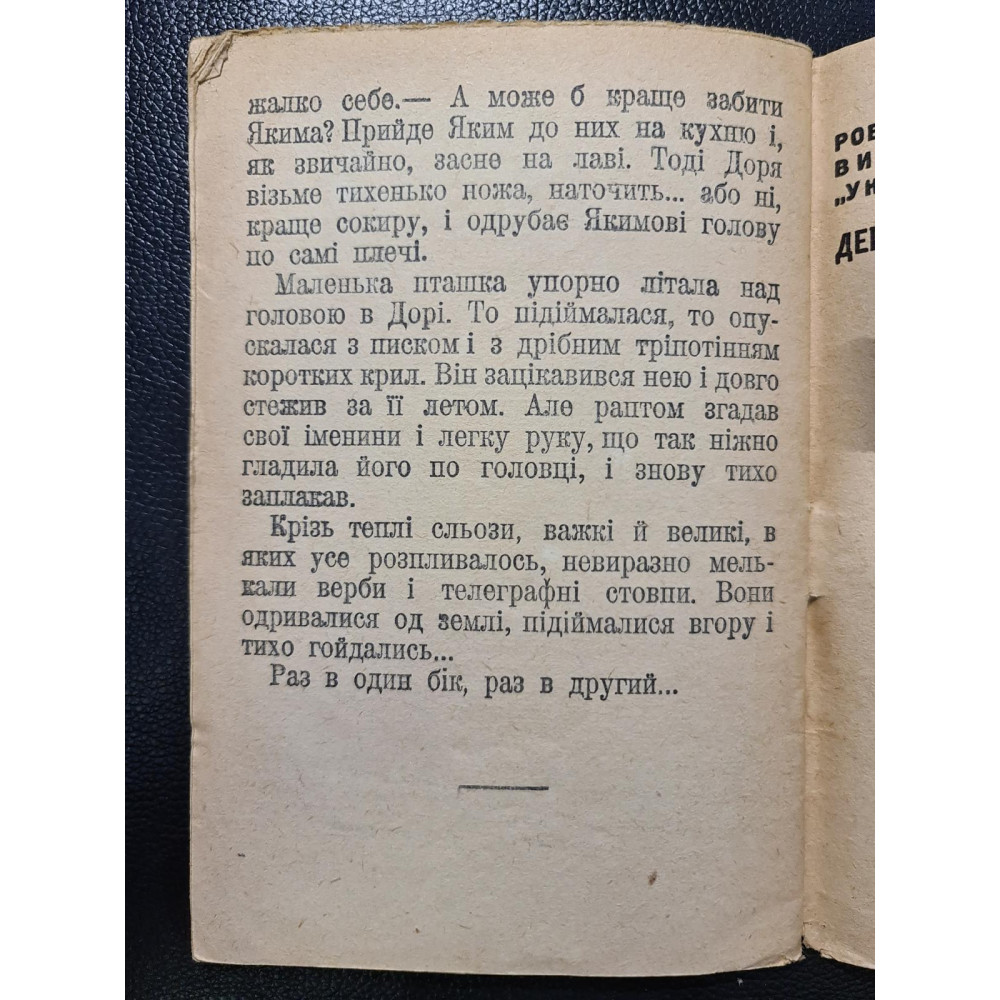 жалко себе.— А може б краще забити
Якима? Прийде Яким до них на кухню і,
як звичайно, засне на лаві. Тоді Доря
візьме тихенько ножа, наточить... або ні,
краще сокиру, і одрубає Якимові голову
по самі плечі.
Маленька пташка упорно літала над
головою в Дорі. То підіймалася, то опу-
скалася з писком і з дрібним тріпотінням
коротких крил. Він зацікавився нею і довго
стежив за її летом. Але раптом згадав
свої іменини і легку руку, що так ніжно
гладила його по головці, і знову тихо
заплакав.
Крізь теплі сльози, важкі й великі, в
яких усе розпливалось, невиразно мель-
кали верби і телеграфні стовпи. Вони
одривалися од землі, підіймалися вгору і
тихо гойдались...
Раз в один бік, раз в другий...